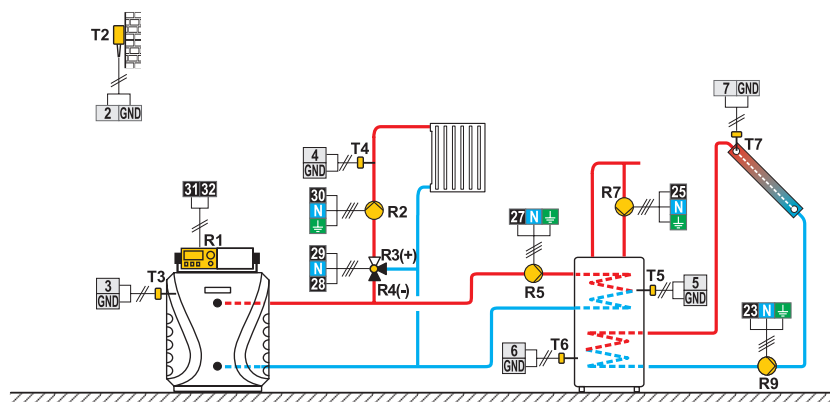 T2
2 GND
7 GND
T7
4
GND
T4
30
N
R2
31 32
R1
29
N
28
R3(+)
R4(-)
27 N
R5
R7
25
N
3
GND
T3
T5
5
GND
23 N
R9
6
GND
T6